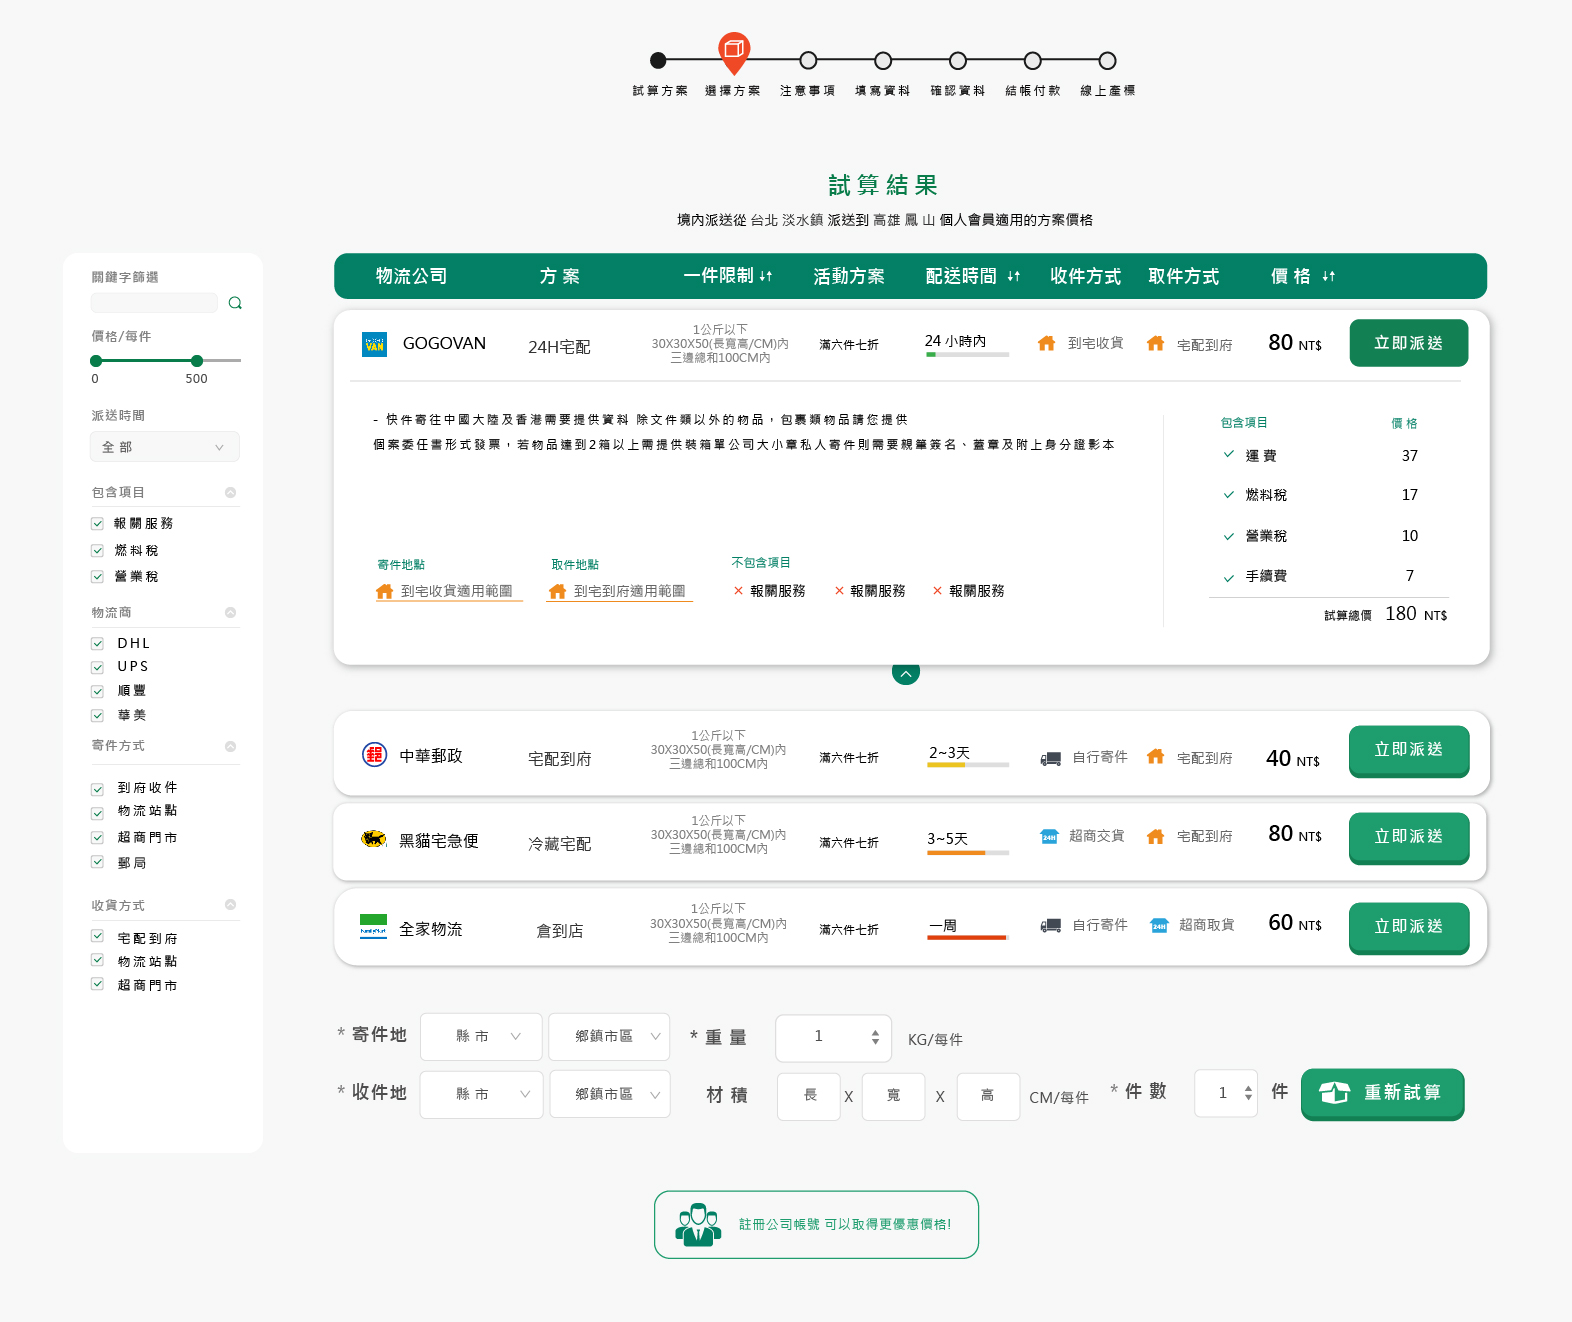 試算方案 選擇方案 注意事項 填寫資料 確認資料 結帳付款 線上產標
試算結果
境內派送從 台北 淡水鎮 派送到 高雄 鳳 山 個人會員適用的方案價格
關鍵字篩選
價格/每件
0 500
派送時間
全 部
包含項目
報關服務
燃料稅
營業稅
物流商
DHL
UPS
順豐
華美
寄件方式
到府收件
物流站點
超商門市
郵局
收貨方式
宅配到府
物流站點
超商門市
物流公司 方 案 一件限制 活動方案 配送時間 收件方式 取件方式 價 格
GOGOVAN 24H宅配
1公斤以下
30X30X50(長寬高/CM)內
三邊總和100CM內
滿六件七折 24 小時內 到宅收貨 宅配到府 80 NT$ 立即派送
- 快件寄往中國大陸及香港需要提供資料 除文件類以外的物品，包裹類物品請您提供
個案委任書形式發票，若物品達到2箱以上需提供裝箱單公司大小章私人寄件則需要親筆簽名、蓋章及附上身分證影本
寄件地點 取件地點 不包含項目
到宅收貨適用範圍 到宅到府適用範圍 報關服務 報關服務 報關服務
包含項目 價 格
運 費 37
燃料稅 17
營業稅 10
手續費 7
試算總價 180 NT$
中華郵政 宅配到府
1公斤以下
30X30X50(長寬高/CM)內
三邊總和100CM內
滿六件七折 2~3天 自行寄件 宅配到府 40 NT$ 立即派送
黑貓宅急便 冷藏宅配
1公斤以下
30X30X50(長寬高/CM)內
三邊總和100CM內
滿六件七折 3~5天 24H 超商交貨 宅配到府 80 NT$ 立即派送
FamilyMart 全家物流 倉到店
1公斤以下
30X30X50(長寬高/CM)內
三邊總和100CM內
滿六件七折 一周 自行寄件 24H 超商取貨 60 NT$ 立即派送
* 寄件地 縣 市 鄉鎮市區 * 重 量 1 KG/每件
* 收件地 縣 市 鄉鎮市區 材 積 長 X 寬 X 高 CM/每件 * 件 數 1 件 重新試算
註冊公司帳號 可以取得更優惠價格!